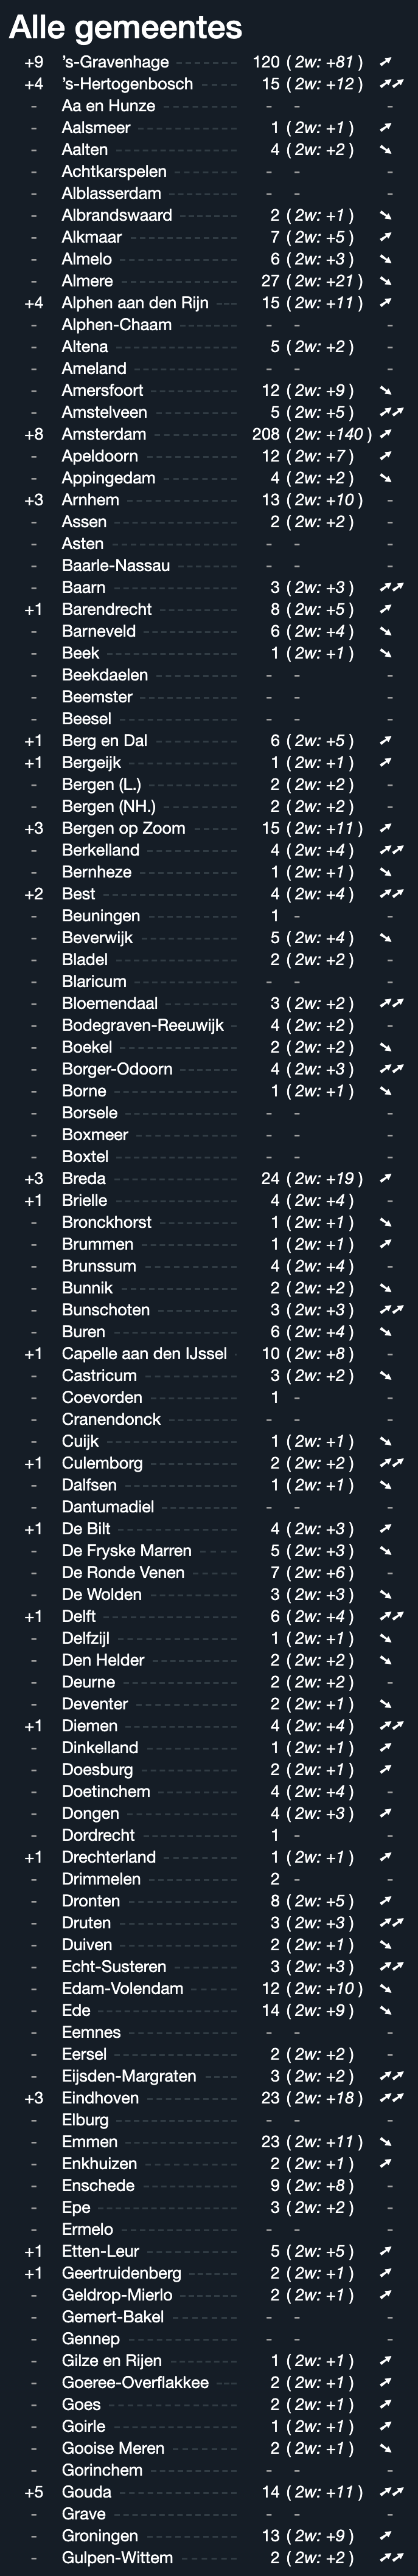 Alle gemeentes
+9 's-Gravenhage 120 ( 2w: +81 )
+4 's-Hertogenbosch 15 ( 2w: +12 )
- Aa en Hunze - - -
- Aalsmeer 1 ( 2w: +1 )
- Aalten 4 ( 2w: +2 )
- Achtkarspelen - - -
- Alblasserdam - - -
- Albrandswaard 2 ( 2w: +1 )
- Alkmaar 7 ( 2w: +5 )
- Almelo 6 ( 2w: +3 )
- Almere 27 ( 2w: +21 )
+4 Alphen aan den Rijn 15 ( 2w: +11 )
- Alphen-Chaam - - -
- Altena 5 ( 2w: +2 ) -
- Ameland - - -
- Amersfoort 12 ( 2w: +9 )
- Amstelveen 5 ( 2w: +5 )
+8 Amsterdam 208 ( 2w: +140 )
- Apeldoorn 12 ( 2w: +7 )
- Appingedam 4 ( 2w: +2 )
+3 Arnhem 13 ( 2w: +10 ) -
- Assen 2 ( 2w: +2 ) -
- Asten - - -
- Baarle-Nassau - - -
- Baarn 3 ( 2w: +3 )
+1 Barendrecht 8 ( 2w: +5 )
- Barneveld 6 ( 2w: +4 )
- Beek 1 ( 2w: +1 )
- Beekdaelen - - -
- Beemster - - -
- Beesel - - -
+1 Berg en Dal 6 ( 2w: +5 )
+1 Bergeijk 1 ( 2w: +1 )
- Bergen (L.) 2 ( 2w: +2 ) -
- Bergen (NH.) 2 ( 2w: +2 ) -
+3 Bergen op Zoom 15 ( 2w: +11 )
- Berkelland 4 ( 2w: +4 )
- Bernheze 1 ( 2w: +1 )
+2 Best 4 ( 2w: +4 )
- Beuningen 1 - -
- Beverwijk 5 ( 2w: +4 )
- Bladel 2 ( 2w: +2 ) -
- Blaricum - - -
- Bloemendaal 3 ( 2w: +2 )
- Bodegraven-Reeuwijk 4 ( 2w: +2 ) -
- Boekel 2 ( 2w: +2 )
- Borger-Odoorn 4 ( 2w: +3 )
- Borne 1 ( 2w: +1 )
- Borsele - - -
- Boxmeer - - -
- Boxtel - - -
+3 Breda 24 ( 2w: +19 )
+1 Brielle 4 ( 2w: +4 ) -
- Bronckhorst 1 ( 2w: +1 )
- Brummen 1 ( 2w: +1 )
- Brunssum 4 ( 2w: +4 ) -
- Bunnik 2 ( 2w: +2 )
- Bunschoten 3 ( 2w: +3 )
- Buren 6 ( 2w: +4 )
+1 Capelle aan den IJssel 10 ( 2w: +8 ) -
- Castricum 3 ( 2w: +2 )
- Coevorden 1 - -
- Cranendonck - - -
- Cuijk 1 ( 2w: +1 )
+1 Culemborg 2 ( 2w: +2 )
- Dalfsen 1 ( 2w: +1 )
- Dantumadiel - - -
+1 De Bilt 4 ( 2w: +3 )
- De Fryske Marren 5 ( 2w: +3 )
- De Ronde Venen 7 ( 2w: +6 ) -
- De Wolden 3 ( 2w: +3 )
+1 Delft 6 ( 2w: +4 )
- Delfzijl 1 ( 2w: +1 )
- Den Helder 2 ( 2w: +2 )
- Deurne 2 ( 2w: +2 ) -
- Deventer 2 ( 2w: +1 )
+1 Diemen 4 ( 2w: +4 )
- Dinkelland 1 ( 2w: +1 )
- Doesburg 2 ( 2w: +1 )
- Doetinchem 4 ( 2w: +4 ) -
- Dongen 4 ( 2w: +3 )
- Dordrecht 1 - -
+1 Drechterland 1 ( 2w: +1 )
- Drimmelen 2 - -
- Dronten 8 ( 2w: +5 )
- Druten 3 ( 2w: +3 )
- Duiven 2 ( 2w: +1 )
- Echt-Susteren 3 ( 2w: +3 )
- Edam-Volendam 12 ( 2w: +10 )
- Ede 14 ( 2w: +9 )
- Eemnes - - -
- Eersel 2 ( 2w: +2 ) -
- Eijsden-Margraten 3 ( 2w: +2 )
+3 Eindhoven 23 ( 2w: +18 )
- Elburg - - -
- Emmen 23 ( 2w: +11 )
- Enkhuizen 2 ( 2w: +1 )
- Enschede 9 ( 2w: +8 ) -
- Epe 3 ( 2w: +2 ) -
- Ermelo - - -
+1 Etten-Leur 5 ( 2w: +5 )
+1 Geertruidenberg 2 ( 2w: +1 )
- Geldrop-Mierlo 2 ( 2w: +1 )
- Gemert-Bakel - - -
- Gennep - - -
- Gilze en Rijen 1 ( 2w: +1 )
- Goeree-Overflakkee 2 ( 2w: +1 )
- Goes 2 ( 2w: +1 )
- Goirle 1 ( 2w: +1 )
- Gooise Meren 2 ( 2w: +1 )
- Gorinchem - - -
+5 Gouda 14 ( 2w: +11 )
- Grave - - -
- Groningen 13 ( 2w: +9 )
- Gulpen-Wittem 2 ( 2w: +2 )